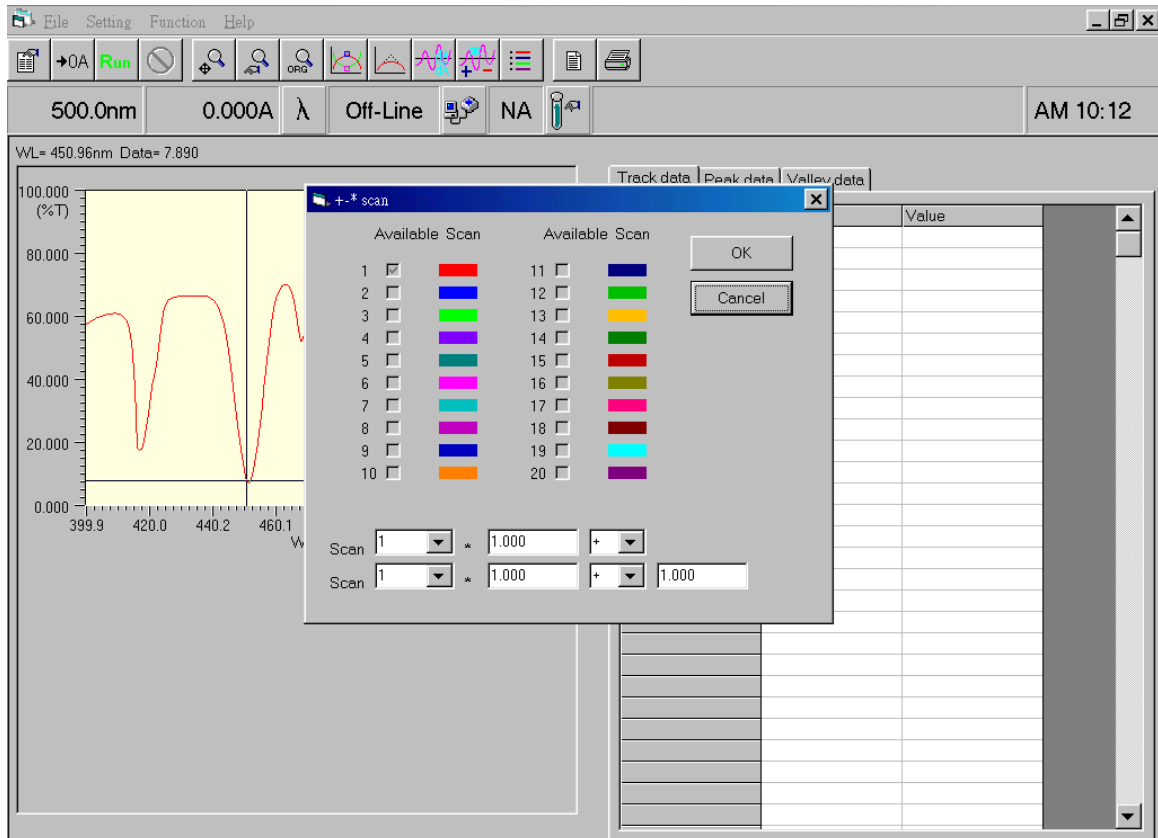 File Setting Function Help
→0A Run ORG
500.0nm 0.000A λ Off-Line NA AM 10:12
WL= 450.96nm Data= 7.890
Track data Peak data Valley data
100.000
(%T)
80.000
60.000
40.000
20.000
0.000
399.9 420.0 440.2 460.1
W
Value
+-* scan
Available Scan Available Scan
OK
Cancel
1 11
2 12
3 13
4 14
5 15
6 16
7 17
8 18
9 19
10 20
Scan 1 * 1.000 +
Scan 1 * 1.000 + 1.000